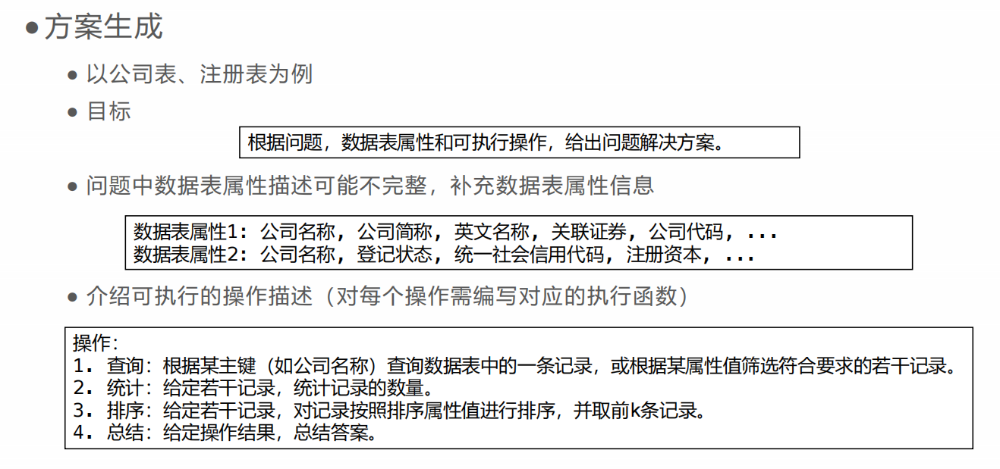 ●方案生成
● 以公司表、注册表为例
● 目标
根据问题，数据表属性和可执行操作，给出问题解决方案。
● 问题中数据表属性描述可能不完整，补充数据表属性信息
数据表属性1: 公司名称, 公司简称, 英文名称, 关联证券, 公司代码, ...
数据表属性2: 公司名称, 登记状态, 统一社会信用代码, 注册资本, ...
● 介绍可执行的操作描述（对每个操作需编写对应的执行函数）
操作:
1. 查询: 根据某主键（如公司名称）查询数据表中的一条记录，或根据某属性值筛选符合要求的若干记录。
2. 统计: 给定若干记录，统计记录的数量。
3. 排序: 给定若干记录，对记录按照排序属性值进行排序，并取前k条记录。
4. 总结: 给定操作结果，总结答案。